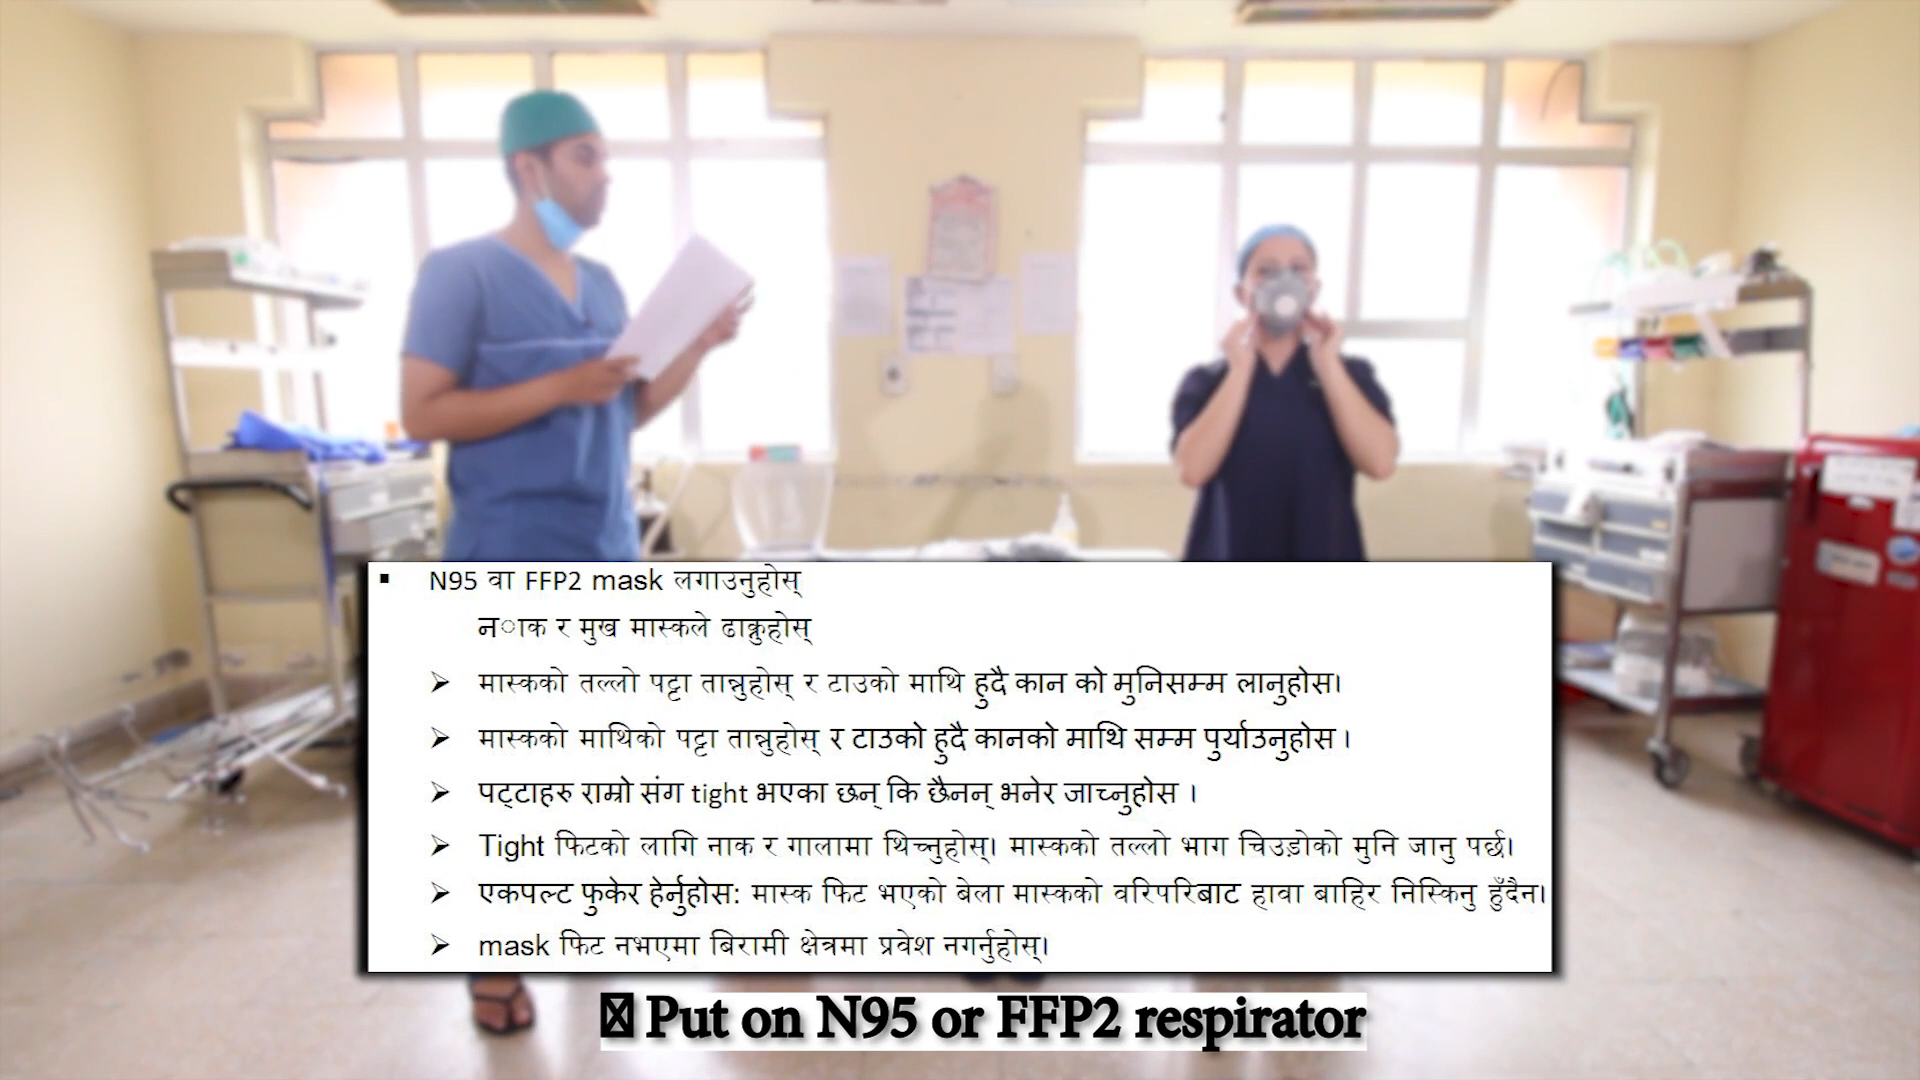 ▪ N95 वा FFP2 mask लगाउनुहोस्
न◌ाक र मुख मास्कले ढाक्नुहोस्
➢ मास्कको तल्लो पट्टा तान्नुहोस् र टाउको माथि हुदै कान को मुनिसम्म लानुहोस।
➢ मास्कको माथिको पट्टा तान्नुहोस् र टाउको हुदै कानको माथि सम्म पुर्याउनुहोस ।
➢ पट्टाहरु राम्रो संग tight भएका छन् कि छैनन् भनेर जाच्नुहोस ।
➢ Tight फिटको लागि नाक र गालामा थिच्नुहोस्। मास्कको तल्लो भाग चिउड़ोको मुनि जानु पर्छ।
➢ एकपल्ट फुकेर हेर्नुहोस: मास्क फिट भएको बेला मास्कको वरिपरिबाट हावा बाहिर निस्किनु हुँदैन।
➢ mask फिट नभएमा बिरामी क्षेत्रमा प्रवेश नगर्नुहोस्।
Put on N95 or FFP2 respirator